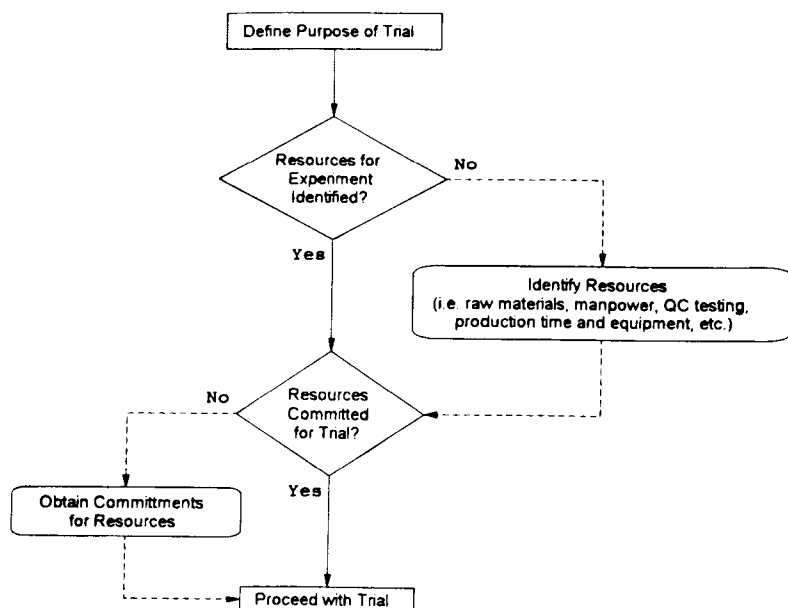 Define Purpose of Trial
Resources for
Expenment
Identified?
No
Yes
Identify Resources
(i.e. raw materials, manpower, QC testing,
production time and equipment, etc.)
No
Resources
Committed
for Trial?
Yes
Obtain Committments
for Resources
Proceed with Trial